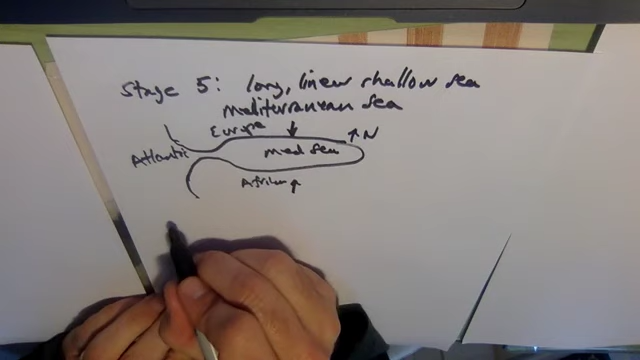 Stage 5: long, linear shallow sea
mediterranean sea
Europe
N
Atlantic
med sea
Africa